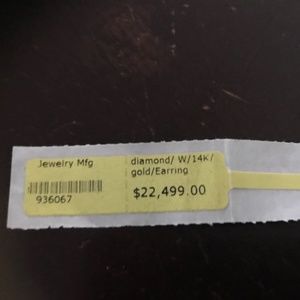 Jewelry Mfg
936067
diamond/ W/14K/
gold/Earring
$22,499.00